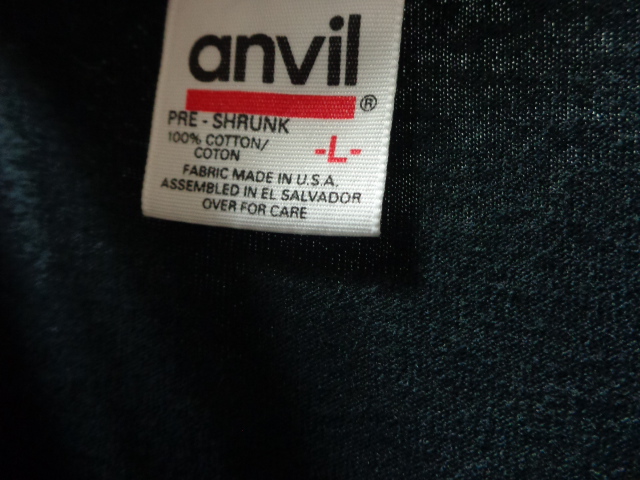 anvil®
PRE - SHRUNK
100% COTTON/
COTON
-L-
FABRIC MADE IN U.S.A.
ASSEMBLED IN EL SALVADOR
OVER FOR CARE